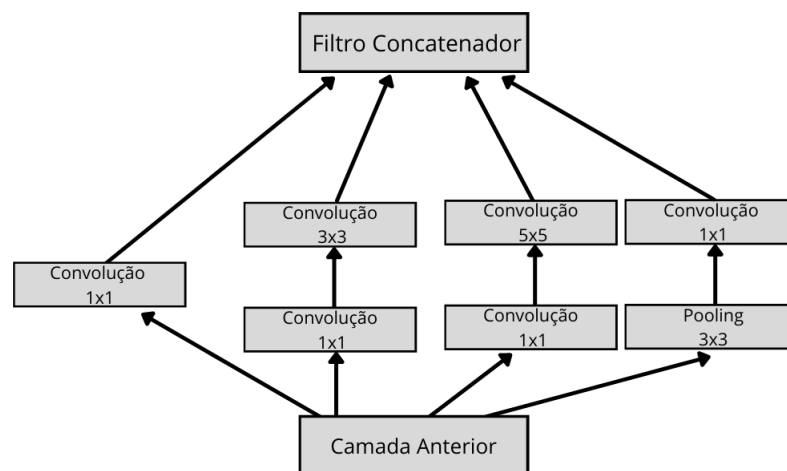 Filtro Concatenador
Convolução
3x3
Convolução
5x5
Convolução
1x1
Convolução
1x1
Convolução
1x1
Convolução
1x1
Pooling
3x3
Camada Anterior